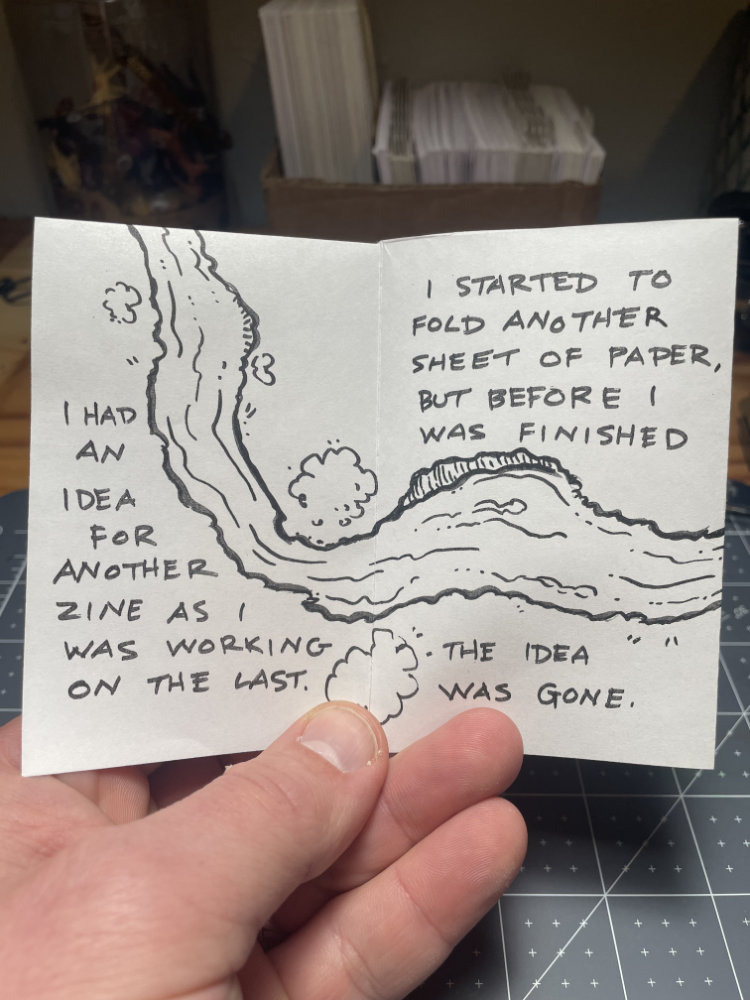 I HAD
AN
IDEA
FOR
ANOTHER
ZINE AS I
WAS WORKING
ON THE LAST.
I STARTED TO
FOLD ANOTHER
SHEET OF PAPER,
BUT BEFORE I
WAS FINISHED
THE IDEA
WAS GONE.